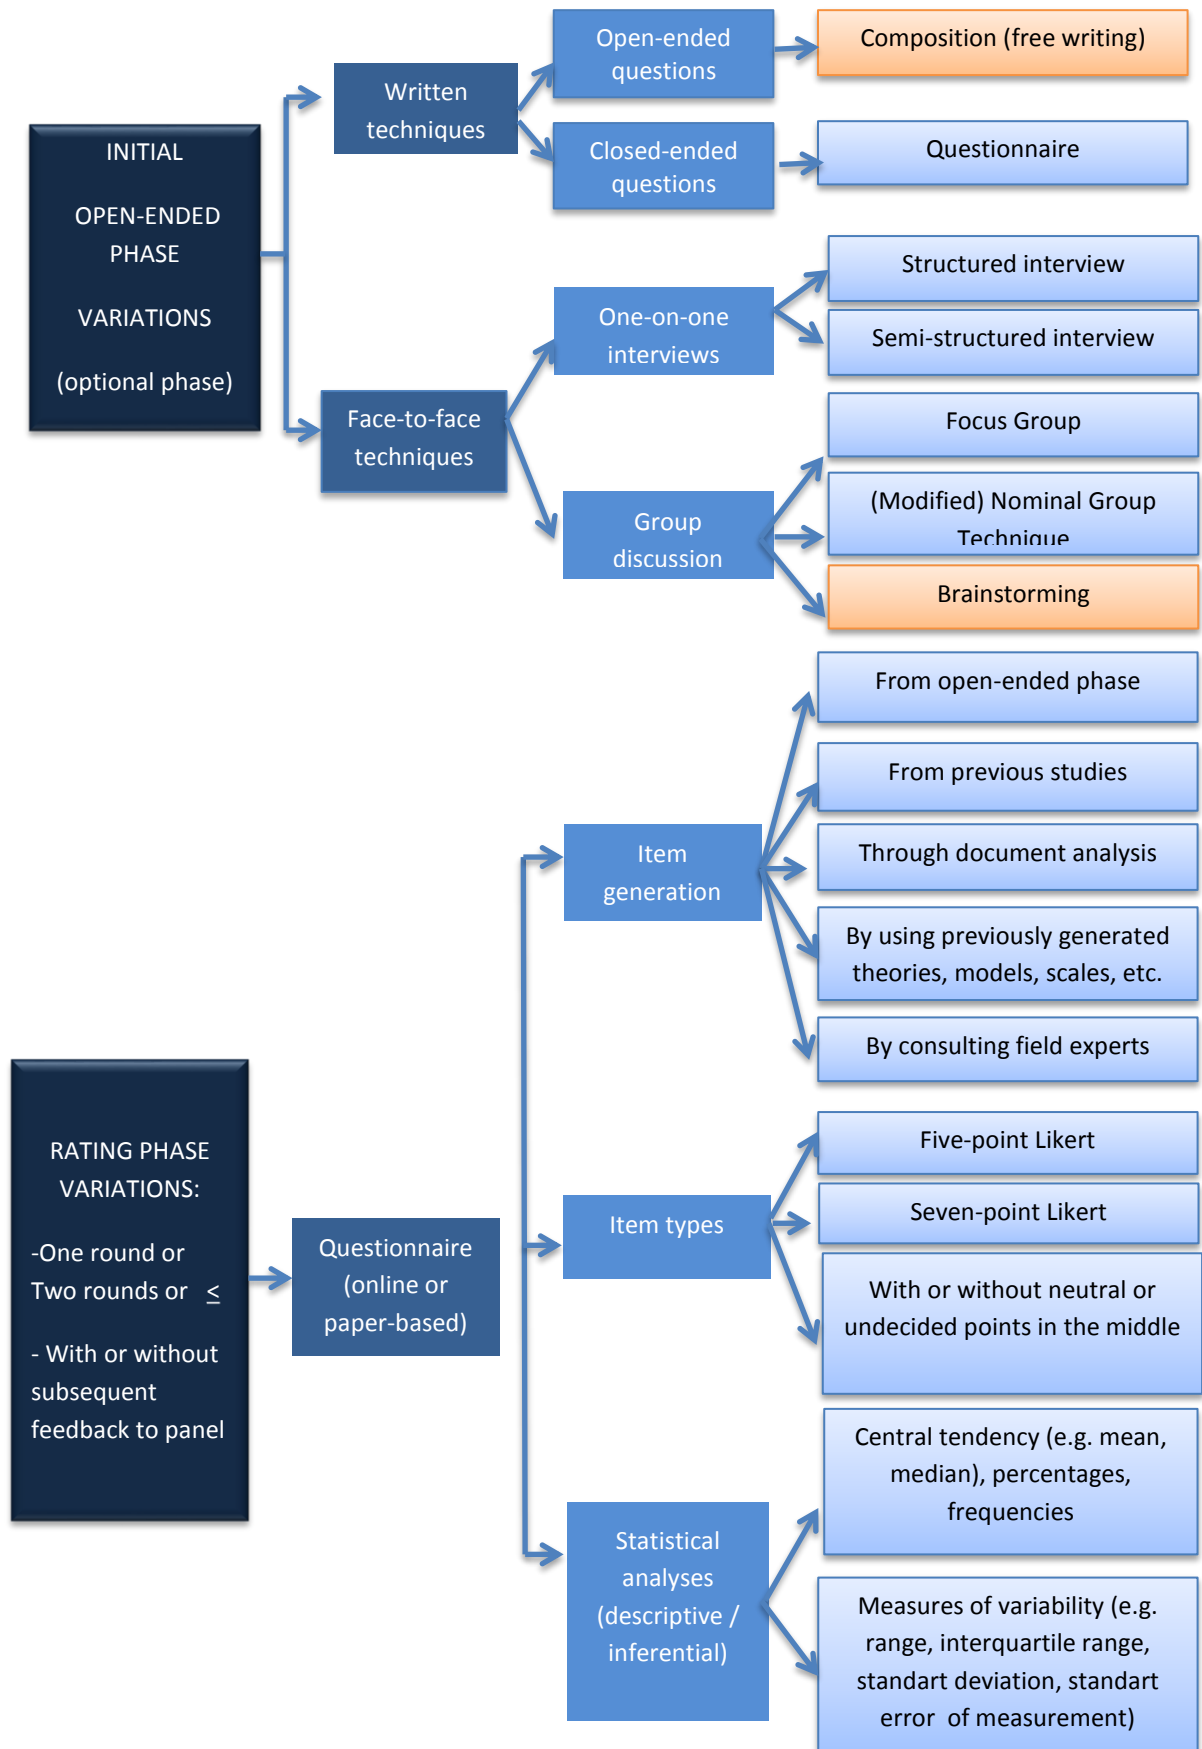 INITIAL
OPEN-ENDED
PHASE
VARIATIONS
(optional phase)
Written
techniques
Open-ended
questions
Composition (free writing)
Closed-ended
questions
Questionnaire
Face-to-face
techniques
One-on-one
interviews
Structured interview
Semi-structured interview
Group
discussion
Focus Group
(Modified) Nominal Group
Technique
Brainstorming
RATING PHASE
VARIATIONS:
-One round or
Two rounds or ≤
- With or without
subsequent
feedback to panel
Questionnaire
(online or
paper-based)
Item
generation
From open-ended phase
From previous studies
Through document analysis
By using previously generated
theories, models, scales, etc.
By consulting field experts
Item types
Five-point Likert
Seven-point Likert
With or without neutral or
undecided points in the middle
Statistical
analyses
(descriptive /
inferential)
Central tendency (e.g. mean,
median), percentages,
frequencies
Measures of variability (e.g.
range, interquartile range,
standart deviation, standart
error of measurement)